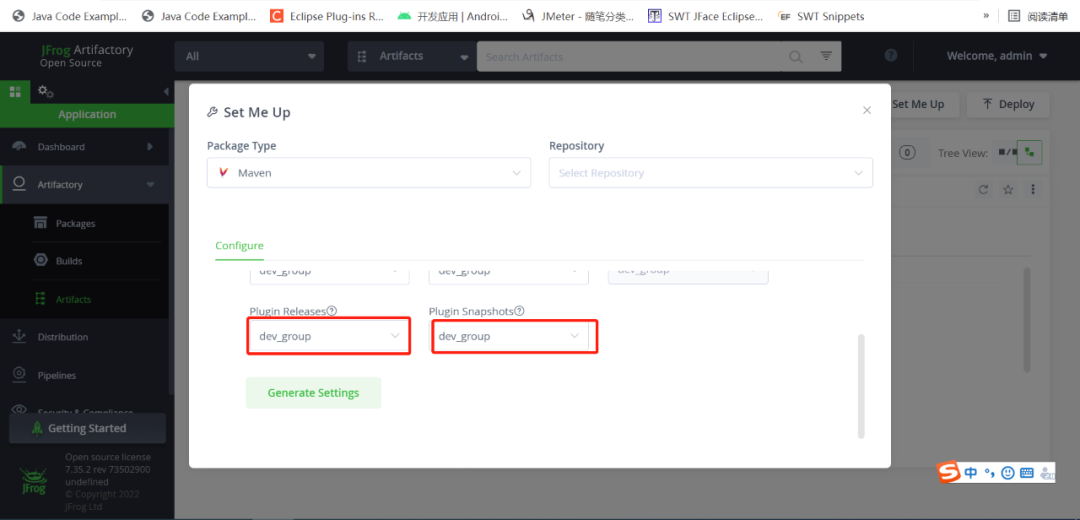 Java Code Exampl...
Java Code Exampl...
Eclipse Plug-ins R...
开发应用 | Androi...
JMeter - 随笔分类...
SWT JFace Eclipse...
SWT Snippets
»
阅读清单
JFrog Artifactory
Open Source
All
Artifacts
Search Artifacts
Welcome, admin
Application
Dashboard
Artifactory
Packages
Builds
Artifacts
Distribution
Pipelines
Security & Compliance
Getting Started
Open source license
7.35.2 rev 73502900
undefined
© Copyright 2022
JFrog Ltd
JFrog
Set Me Up
Deploy
0
Tree View:
Set Me Up
Package Type
Repository
Maven
Select Repository
Configure
dev_group
dev_group
dev_group
Plugin Releases
Plugin Snapshots
dev_group
dev_group
Generate Settings
中